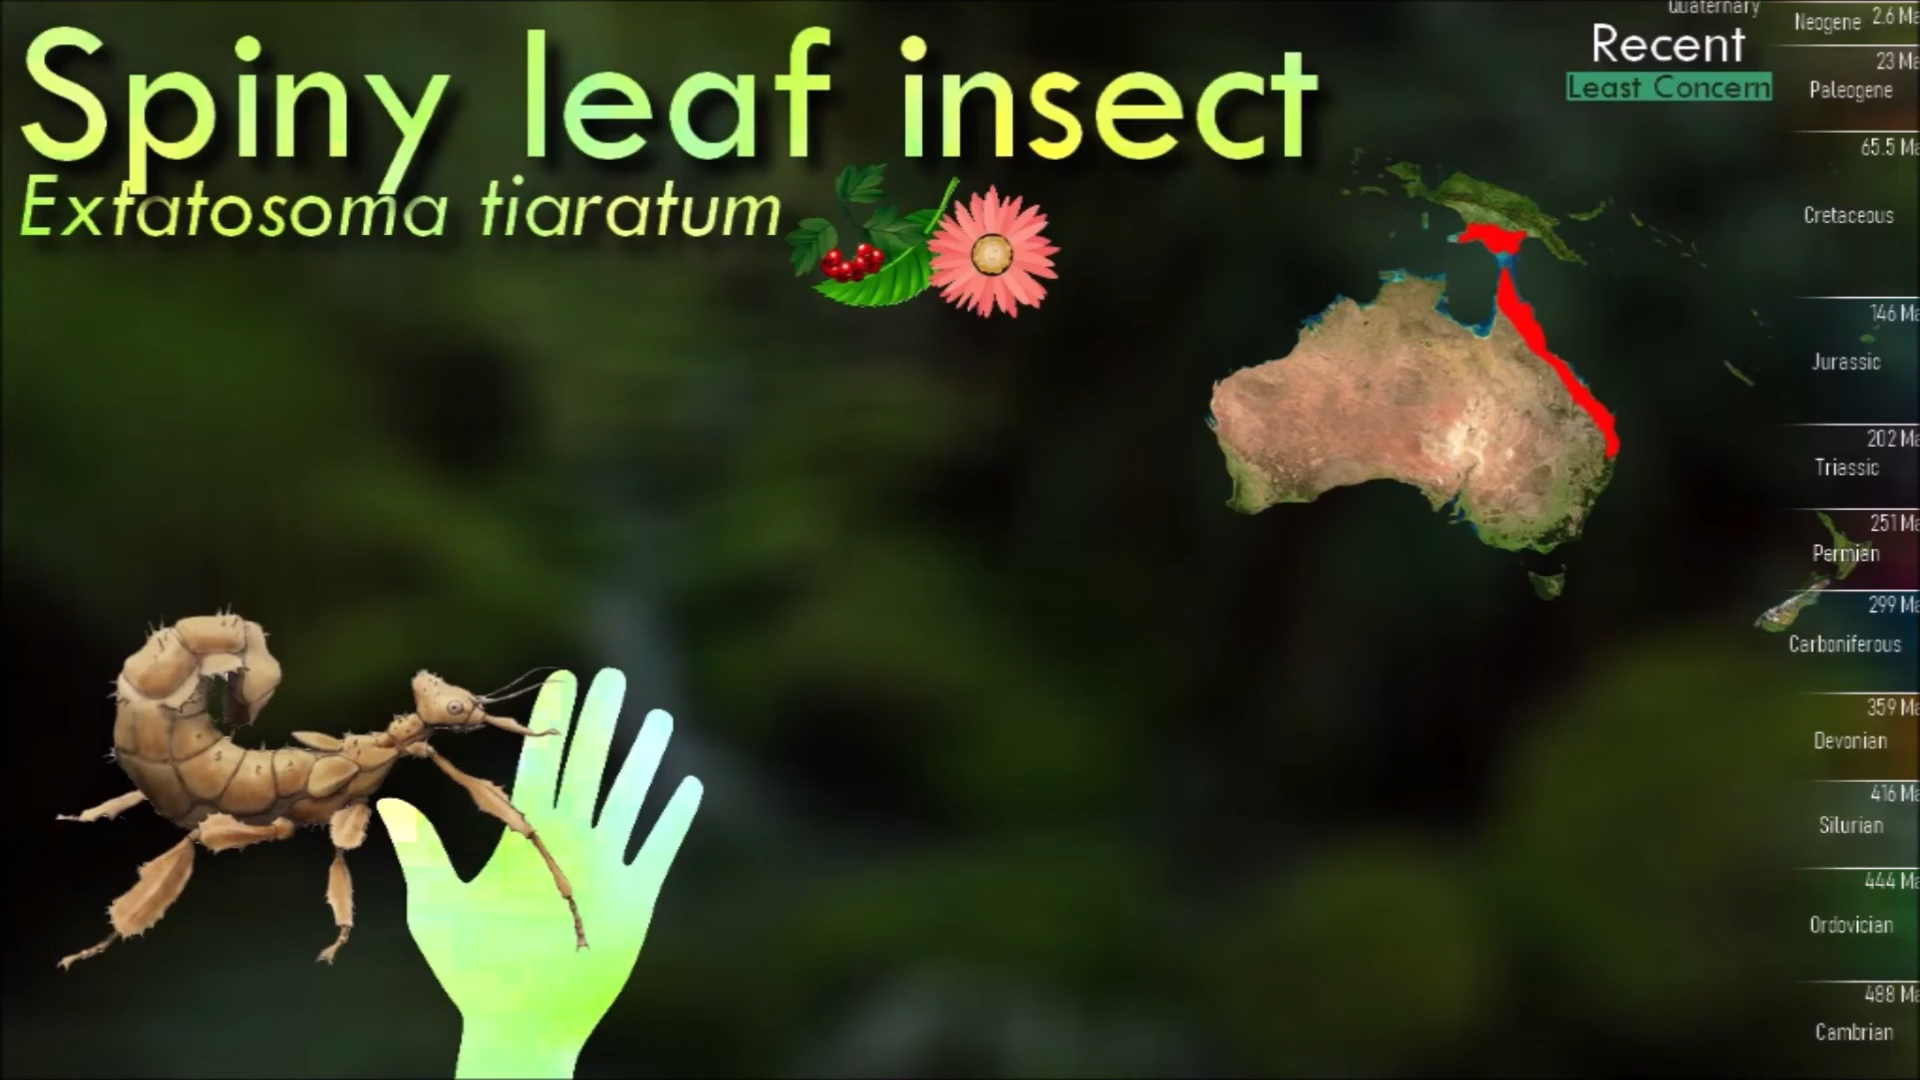 Spiny leaf insect
Extatosoma tiaratum
Quaternary
Recent
Least Concern
2.6 Ma
Neogene
23 Ma
Paleogene
65.5 Ma
Cretaceous
146 Ma
Jurassic
202 Ma
Triassic
251 Ma
Permian
299 Ma
Carboniferous
359 Ma
Devonian
416 Ma
Silurian
444 Ma
Ordovician
488 Ma
Cambrian